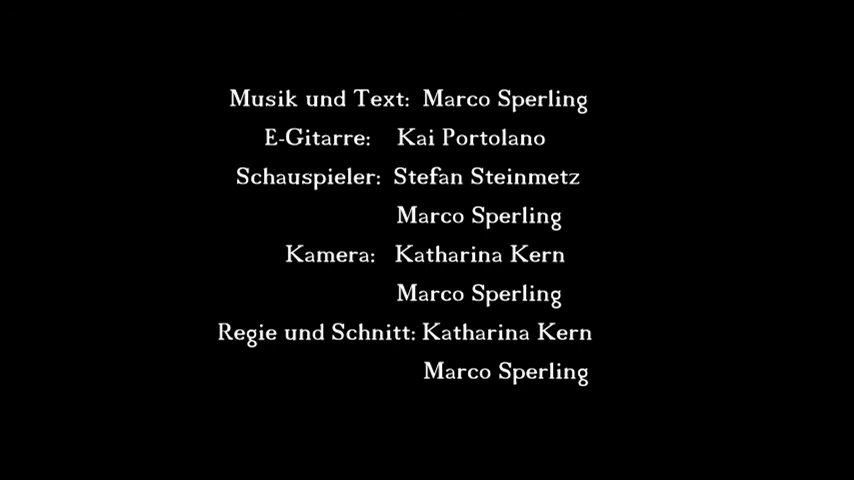 Musik und Text: Marco Sperling
E-Gitarre: Kai Portolano
Schauspieler: Stefan Steinmetz
Marco Sperling
Kamera: Katharina Kern
Marco Sperling
Regie und Schnitt: Katharina Kern
Marco Sperling